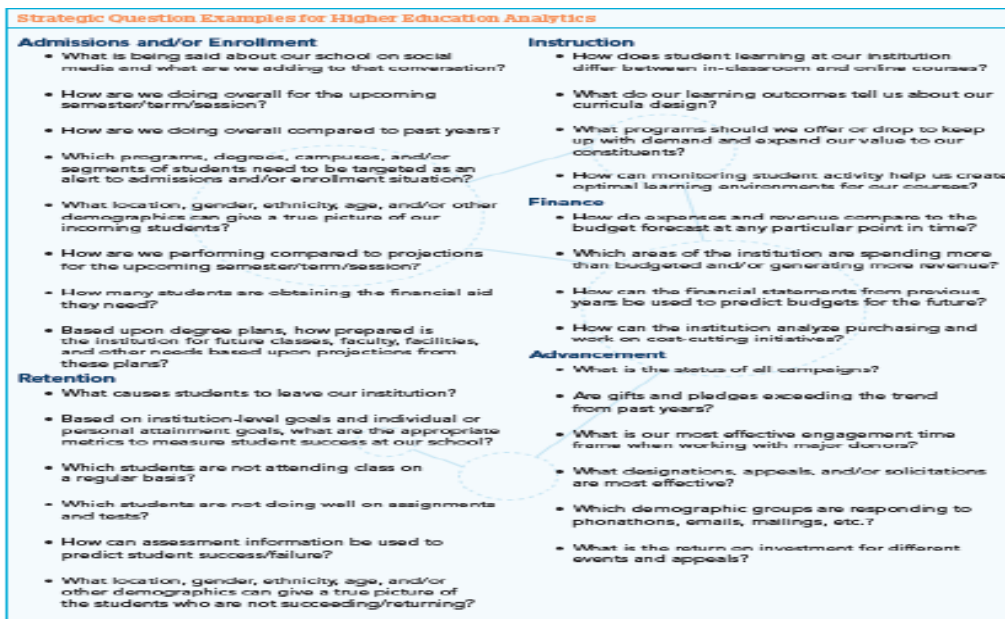 Strategic Question Examples for Higher Education Analytics
Admissions and/or Enrollment
• What is being said about our school on social
media and what are we adding to that conversation?
• How are we doing overall for the upcoming
semester/term/session?
• How are we doing overall compared to past years?
• Which programs, degrees, campuses, and/or
segments of students need to be targeted as an
alert to admissions and/or enrollment situation?
• What location, gender, ethnicity, age, and/or other
demographics can give a true picture of our
incoming students?
• How are we performing compared to projections
for the upcoming semester/term/session?
• How many students are obtaining the financial aid
they need?
• Based upon degree plans, how prepared is
the institution for future classes, faculty, facilities,
and other needs based upon projections from
these plans?
Retention
• What causes students to leave our institution?
• Based on institution-level goals and individual or
personal attainment goals, what are the appropriate
metrics to measure student success at our school?
• Which students are not attending class on
a regular basis?
• Which students are not doing well on assignments
and tests?
• How can assessment information be used to
predict student success/failure?
• What location, gender, ethnicity, age, and/or
other demographics can give a true picture of
the students who are not succeeding/returning?
Instruction
• How does student learning at our institution
differ between in-classroom and online courses?
• What do our learning outcomes tell us about our
curricula design?
• What programs should we offer or drop to keep
up with demand and expand our value to our
constituents?
• How can monitoring student activity help us create
optimal learning environments for our courses?
Finance
• How do expenses and revenue compare to the
budget forecast at any particular point in time?
• Which areas of the institution are spending more
than budgeted and/or generating more revenue?
• How can the financial statements from previous
years be used to predict budgets for the future?
• How can the institution analyze purchasing and
work on cost-cutting initiatives?
Advancement
• What is the status of all campaigns?
• Are gifts and pledges exceeding the trend
from past years?
• What is our most effective engagement time
frame when working with major donors?
• What designations, appeals, and/or solicitations
are most effective?
• Which demographic groups are responding to
phonathons, emails, mailings, etc.?
• What is the return on investment for different
events and appeals?